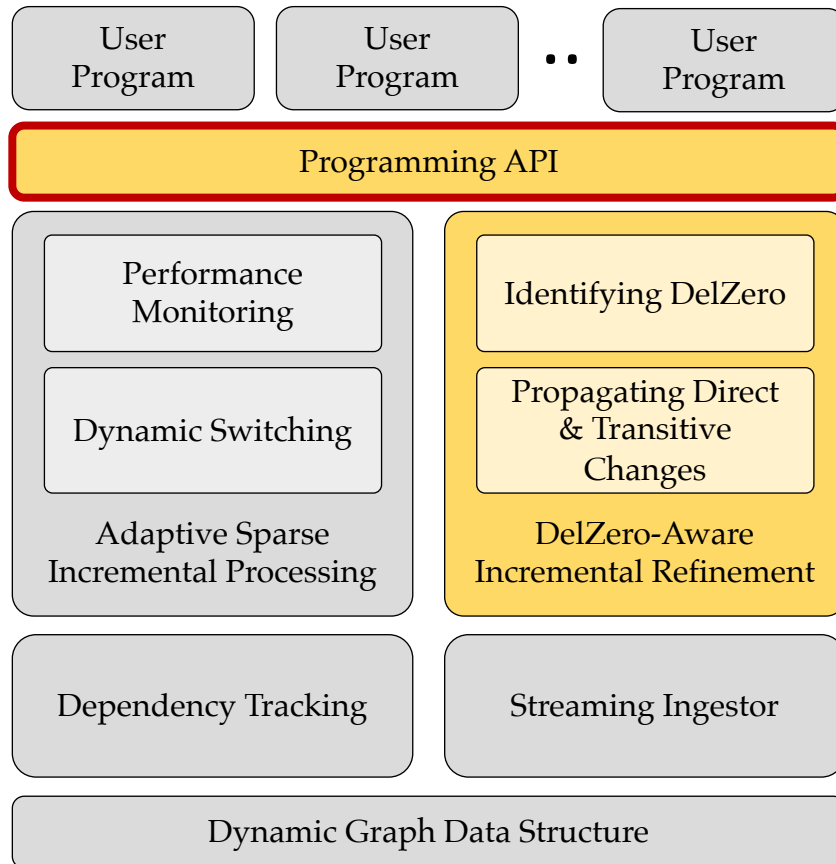 User
Program
User
Program
..
User
Program
Programming API
Performance
Monitoring
Dynamic Switching
Adaptive Sparse
Incremental Processing
Identifying DelZero
Propagating Direct
& Transitive
Changes
DelZero-Aware
Incremental Refinement
Dependency Tracking
Streaming Ingestor
Dynamic Graph Data Structure